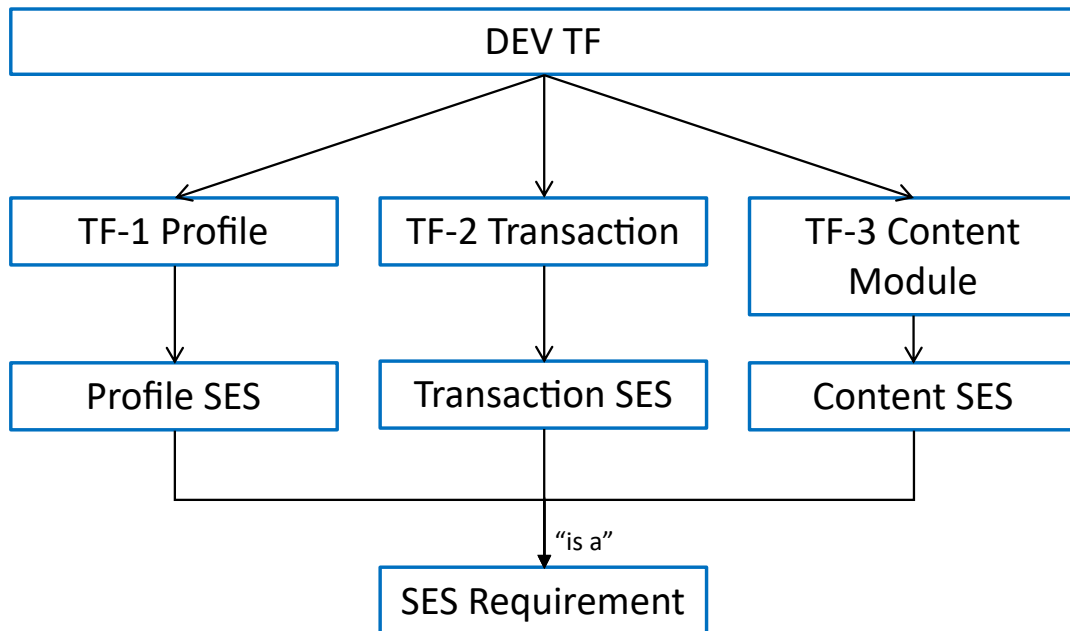 DEV TF
TF-1 Profile
TF-2 Transaction
TF-3 Content
Module
Profile SES
Transaction SES
Content SES
“is a”
SES Requirement